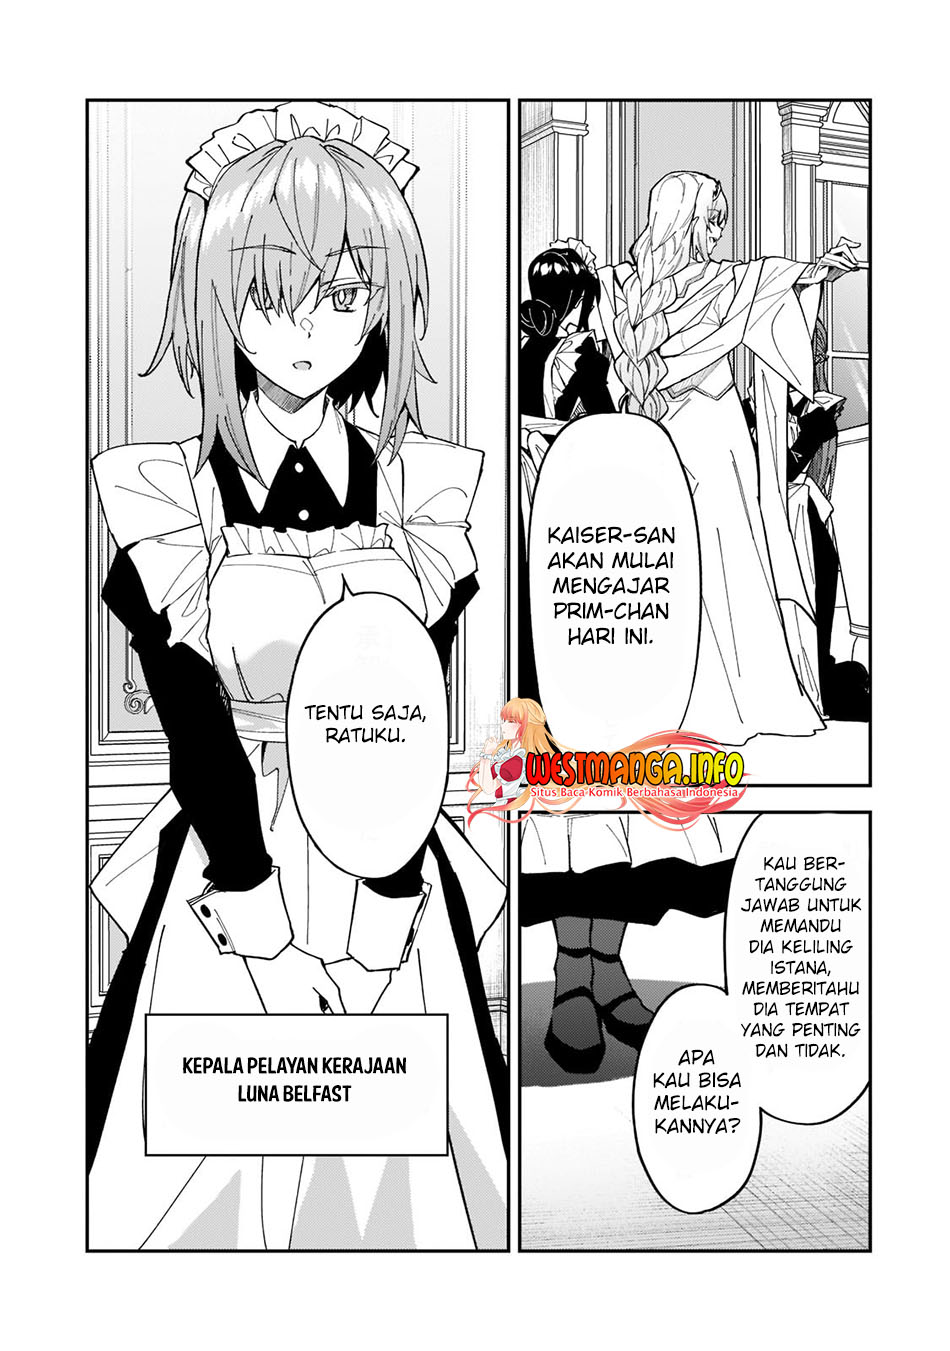 KAISER-SAN
AKAN MULAI
MENGAJAR
PRIM-CHAN
HARI INI.
WESTMANGA.INFO
Situs Baca Komik Berbahasa Indonesia
KAU BER-
TANGGUNG
JAWAB UNTUK
MEMANDU
DIA KELILING
ISTANA,
MEMBERITAHU
DIA TEMPAT
YANG PENTING
DAN TIDAK.
APA
KAU BISA
MELAKU-
KANNYA?
TENTU SAJA,
RATUKU.
KEPALA PELAYAN KERAJAAN
LUNA BELFAST